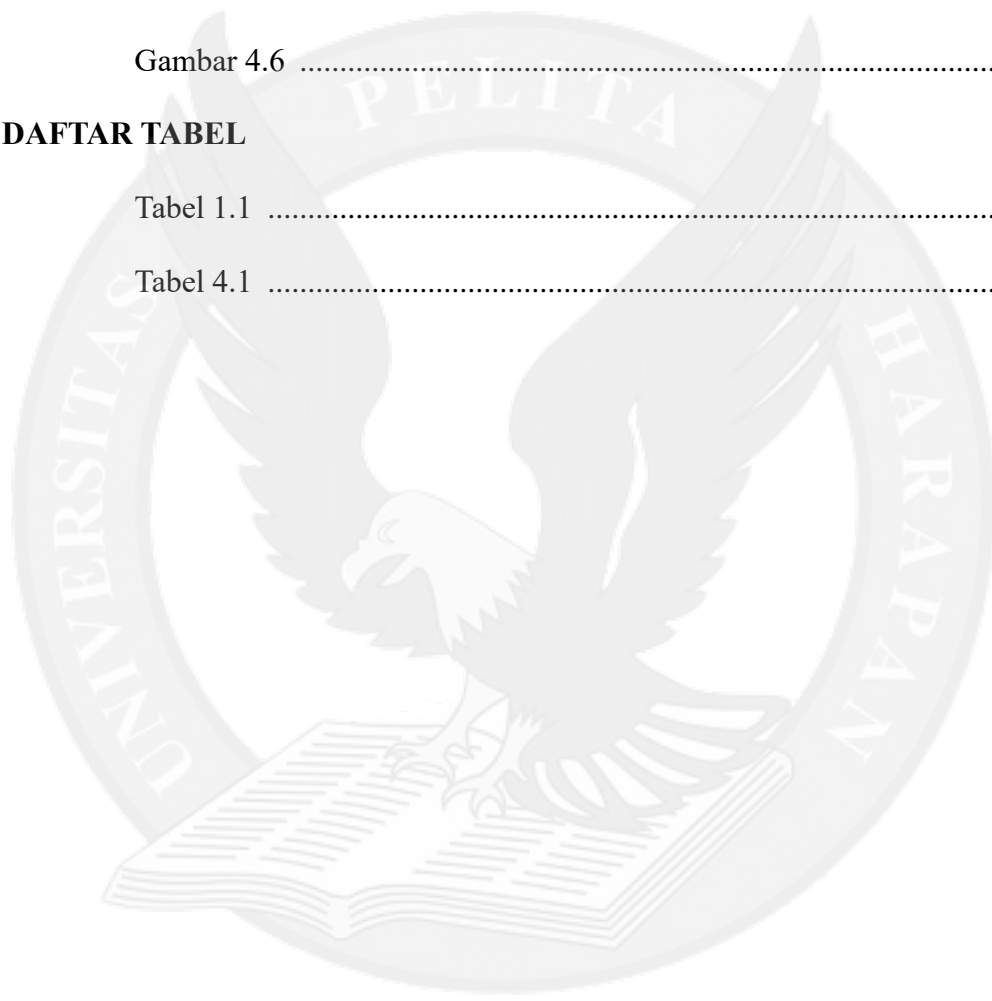 Gambar 4.6 ........................................................................................
DAFTAR TABEL
Tabel 1.1 ............................................................................................
Tabel 4.1 ............................................................................................
UNIVERSITAS PELITA HARAPAN